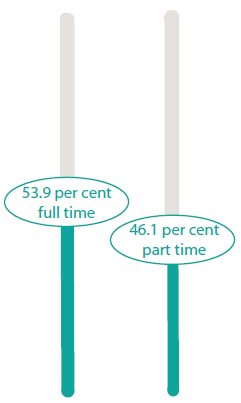 53.9 per cent
full time
46.1 per cent
part time